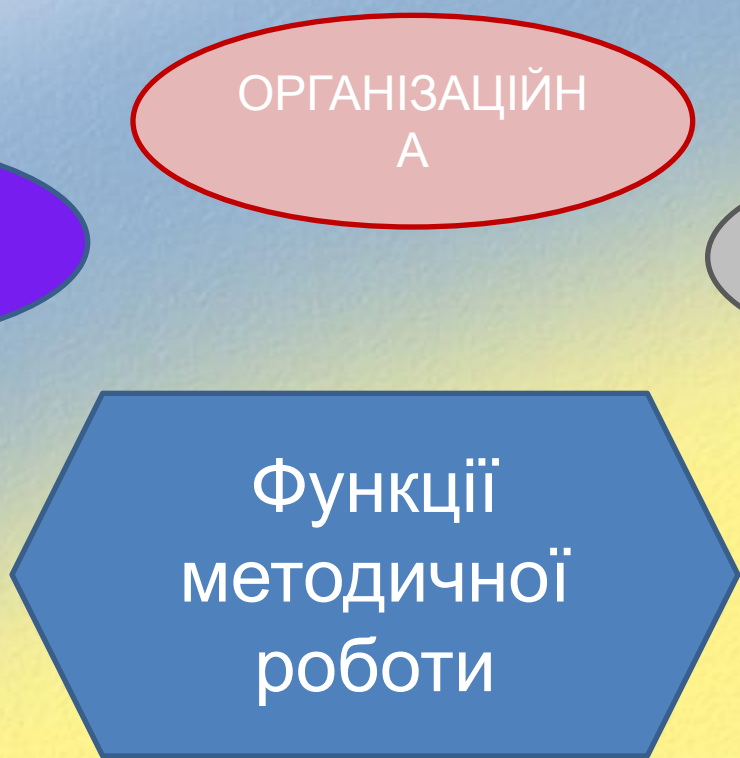 ОРГАНІЗАЦІЙН
А
Функції
методичної
роботи